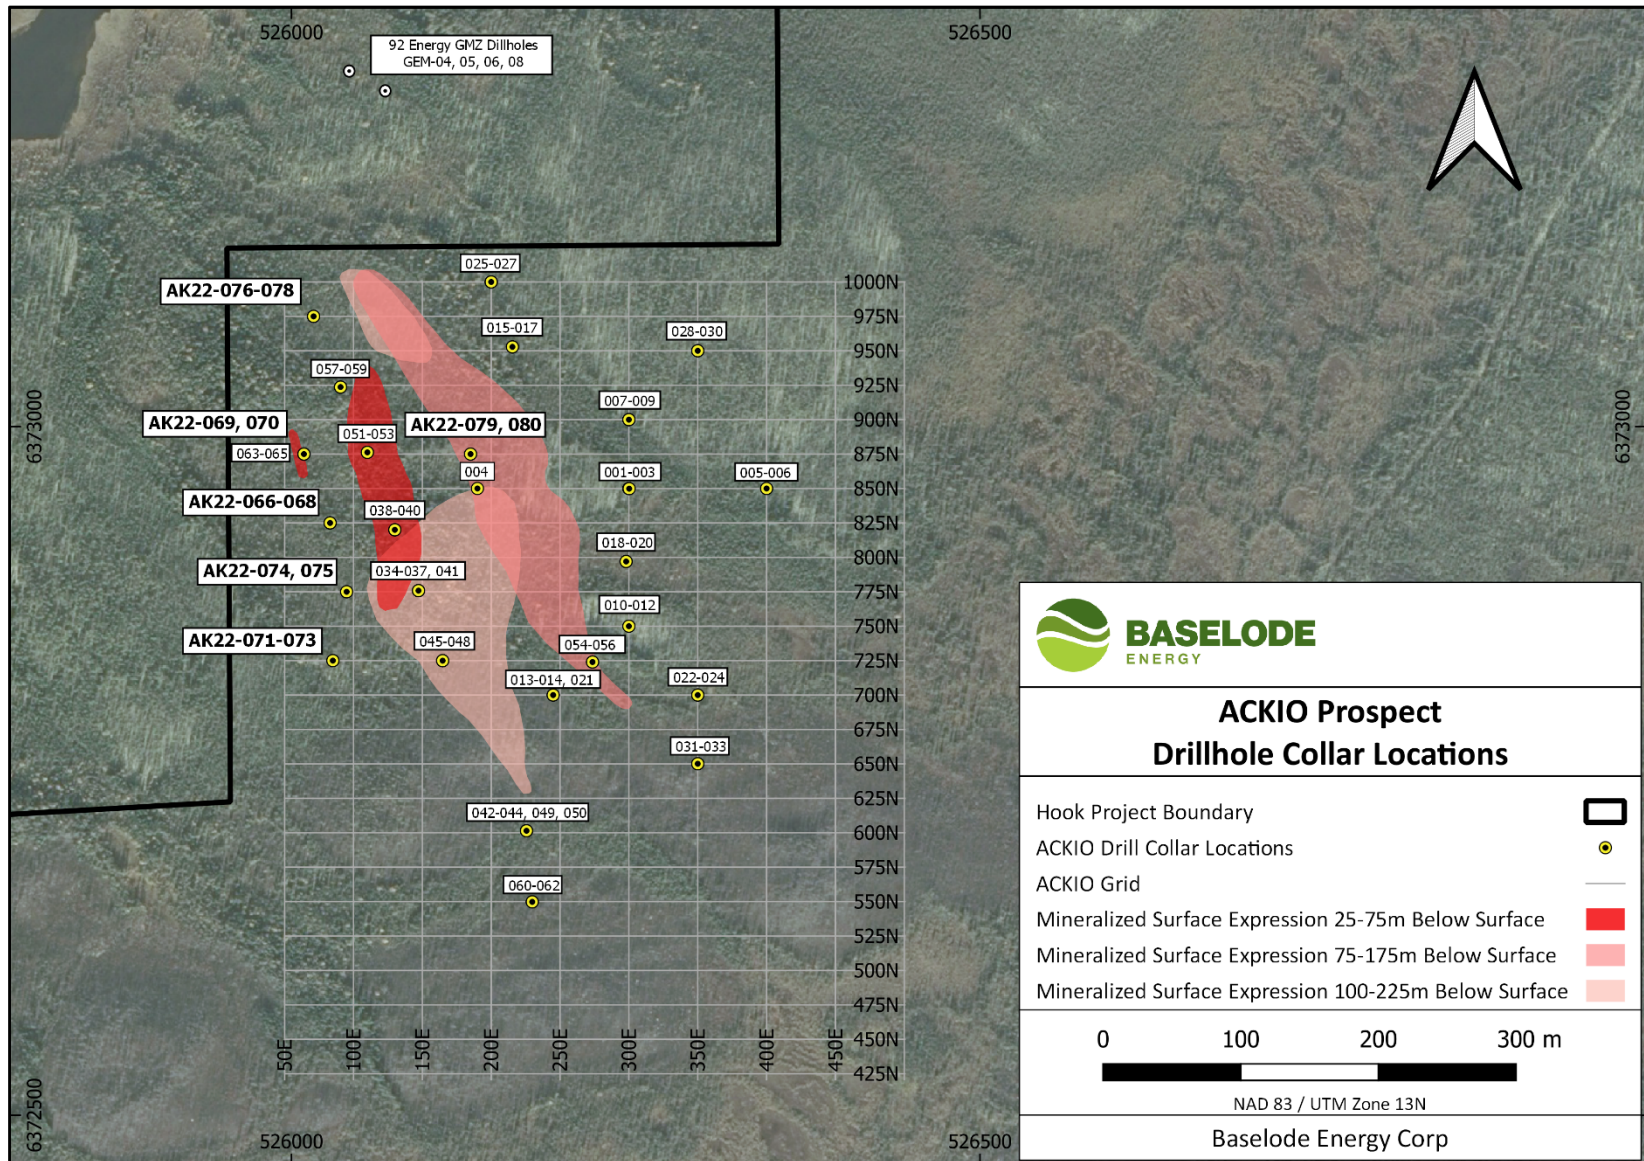 526000
526500
92 Energy GMZ Dillholes
GEM-04, 05, 06, 08
025-027
1000N
AK22-076-078
975N
015-017
028-030
950N
057-059
925N
007-009
900N
6373000
6373000
AK22-069, 070
051-053
AK22-079, 080
063-065
875N
004
001-003
005-006
850N
AK22-066-068
038-040
825N
018-020
800N
AK22-074, 075
034-037, 041
775N
010-012
750N
AK22-071-073
045-048
054-056
725N
013-014, 021
022-024
700N
675N
031-033
650N
625N
042-044, 049, 050
600N
575N
060-062
550N
525N
500N
475N
450N
425N
50E
100E
150E
200E
250E
300E
350E
400E
450E
6372500
526000
526500
BASELODE
ENERGY
ACKIO Prospect
Drillhole Collar Locations
Hook Project Boundary
ACKIO Drill Collar Locations
ACKIO Grid
Mineralized Surface Expression 25-75m Below Surface
Mineralized Surface Expression 75-175m Below Surface
Mineralized Surface Expression 100-225m Below Surface
0 100 200 300 m
NAD 83 / UTM Zone 13N
Baselode Energy Corp